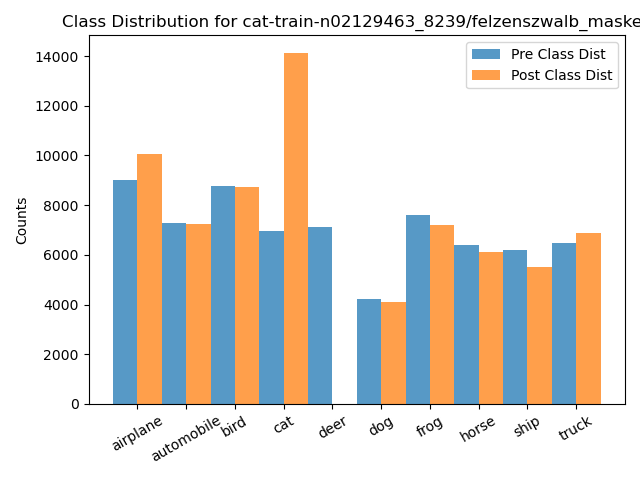 Class Distribution for cat-train-n02129463_8239/felzenszwalb_maske
Pre Class Dist
Post Class Dist
14000
12000
10000
8000
6000
4000
2000
0
Counts
airplane
automobile
bird
cat
deer
dog
frog
horse
ship
truck